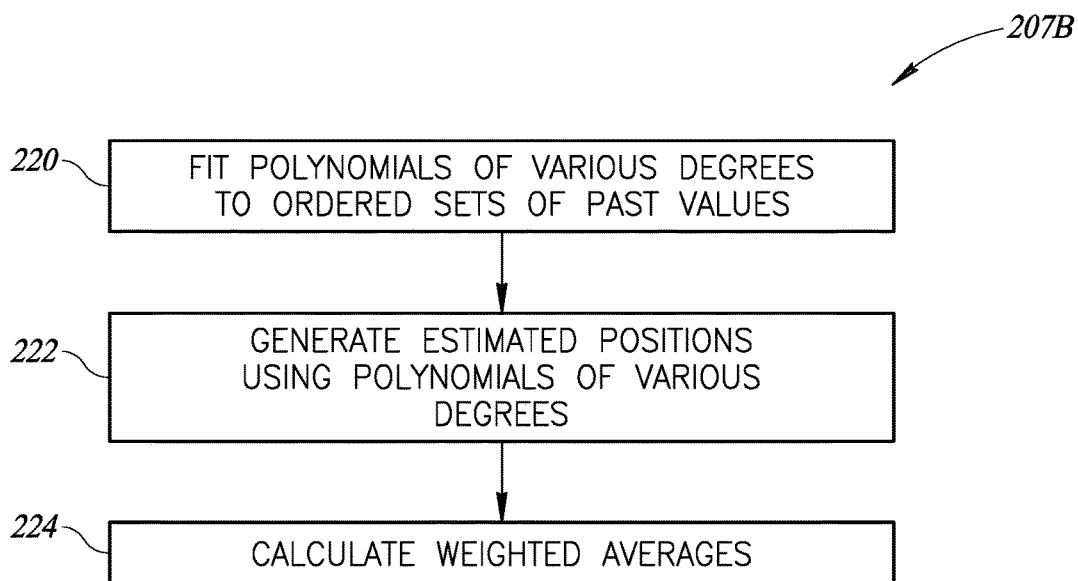 207B
220
FIT POLYNOMIALS OF VARIOUS DEGREES
TO ORDERED SETS OF PAST VALUES
222
GENERATE ESTIMATED POSITIONS
USING POLYNOMIALS OF VARIOUS
DEGREES
224
CALCULATE WEIGHTED AVERAGES